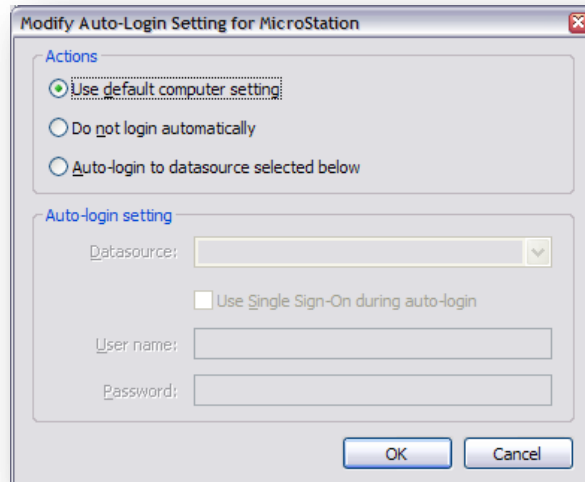 Modify Auto-Login Setting for MicroStation
Actions
Use default computer setting
Do not login automatically
Auto-login to datasource selected below
Auto-login setting
Datasource:
Use Single Sign-On during auto-login
User name:
Password:
OK Cancel